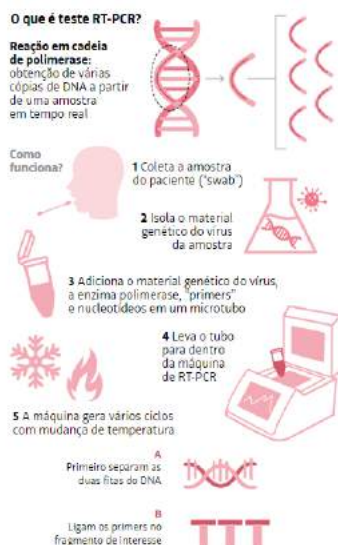 O que é teste RT-PCR?
Reação em cadeia
de polimerase:
obtenção de várias
cópias de DNA a partir
de uma amostra
em tempo real
Como
funciona?
1 Coleta a amostra
do paciente ("swab")
2 Isola o material
genético do vírus
da amostra
3 Adiciona o material genético do vírus,
a enzima polimerase, "primers"
e nucleotídeos em um microtubo
4 Leva o tubo
para dentro
da máquina
de RT-PCR
5 A máquina gera vários ciclos
com mudança de temperatura
A
Primeiro separam as
duas fitas do DNA
B
Ligam os primers no
fragmento de interesse